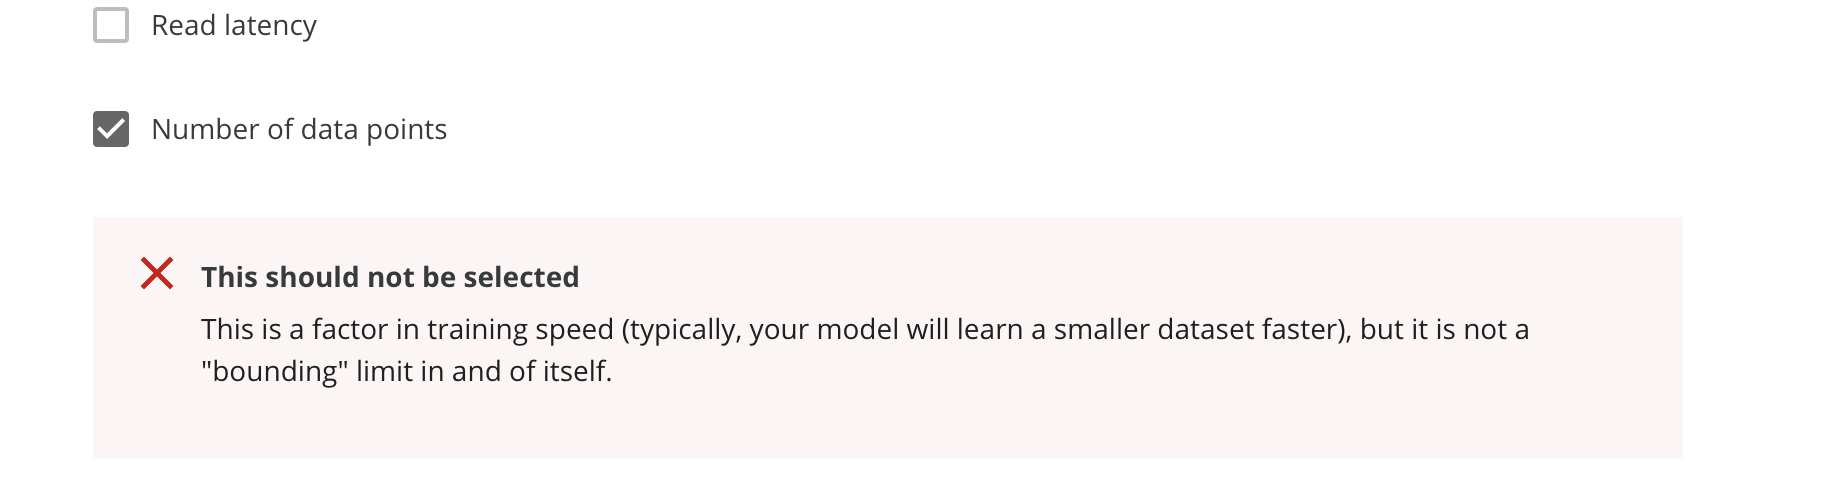 Read latency
Number of data points
This should not be selected
This is a factor in training speed (typically, your model will learn a smaller dataset faster), but it is not a
"bounding" limit in and of itself.